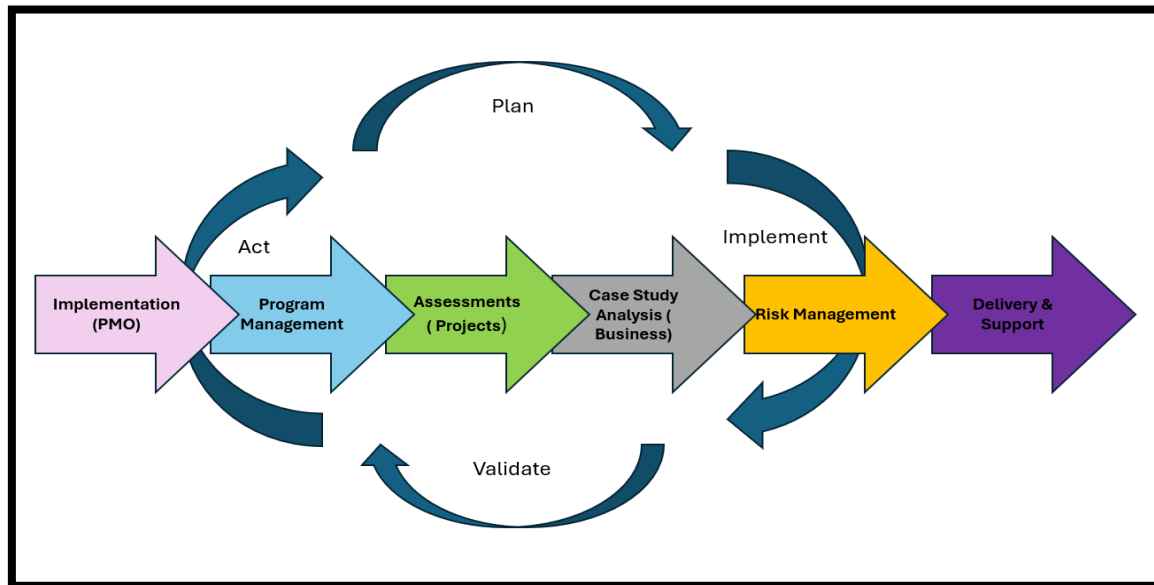 Plan
Act
Implement
Implementation
(PMO)
Program
Management
Assessments
( Projects)
Case Study
Analysis (
Business)
Risk Management
Delivery &
Support
Validate